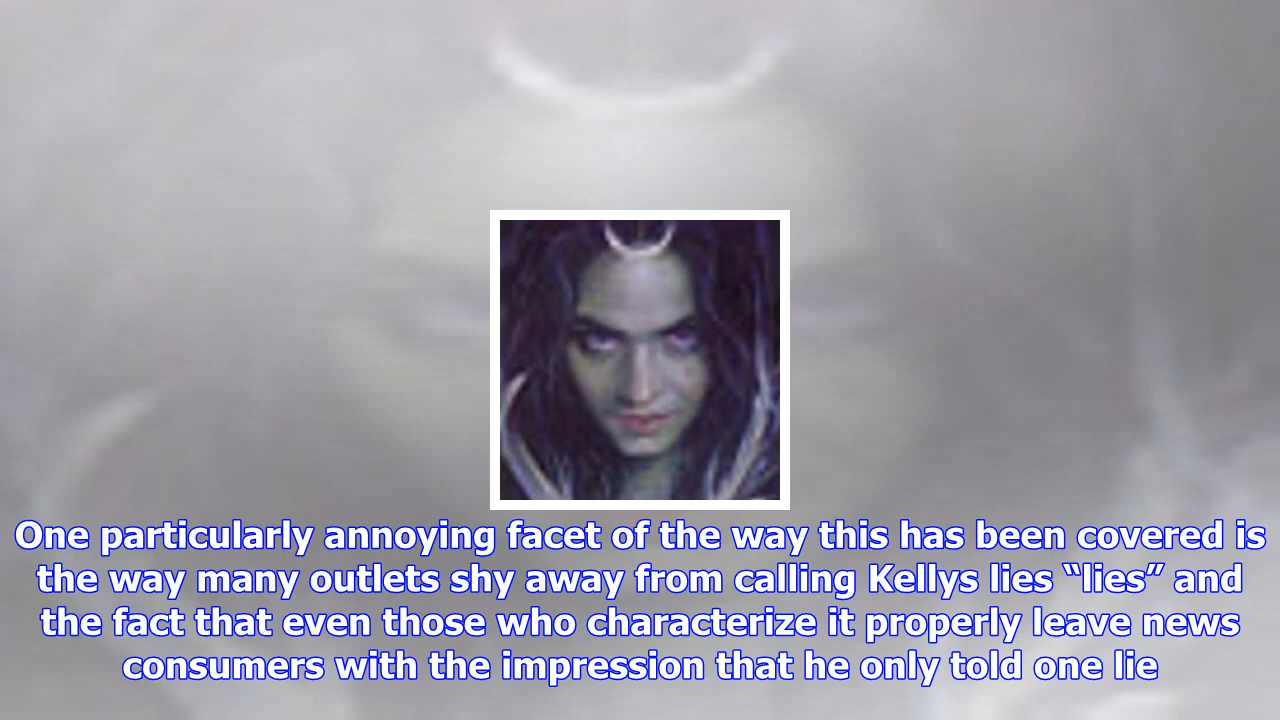 One particularly annoying facet of the way this has been covered is
the way many outlets shy away from calling Kellys lies “lies” and
the fact that even those who characterize it properly leave news
consumers with the impression that he only told one lie